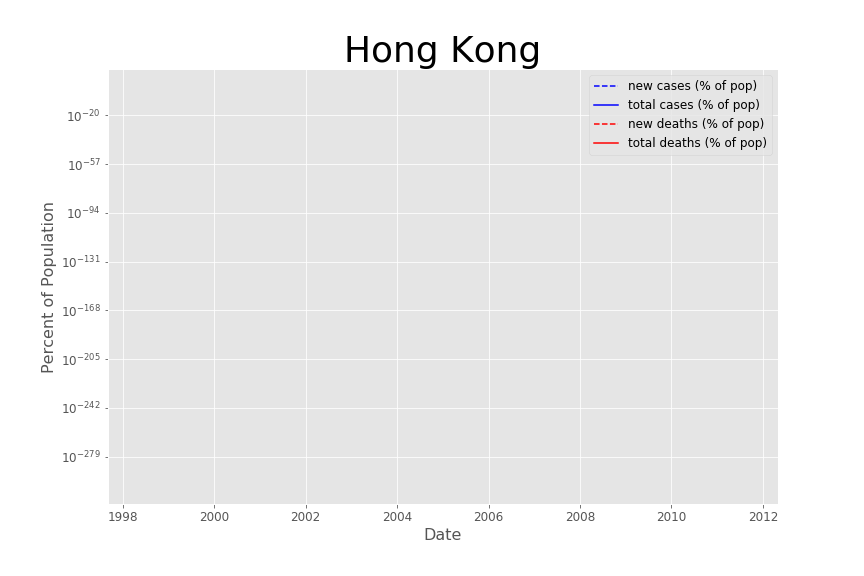 Hong Kong
new cases (% of pop)
total cases (% of pop)
new deaths (% of pop)
total deaths (% of pop)
Percent of Population
10⁻²⁰
10⁻⁵⁷
10⁻⁹⁴
10⁻¹³¹
10⁻¹⁶⁸
10⁻²⁰⁵
10⁻²⁴²
10⁻²⁷⁹
1998 2000 2002 2004 2006 2008 2010 2012
Date